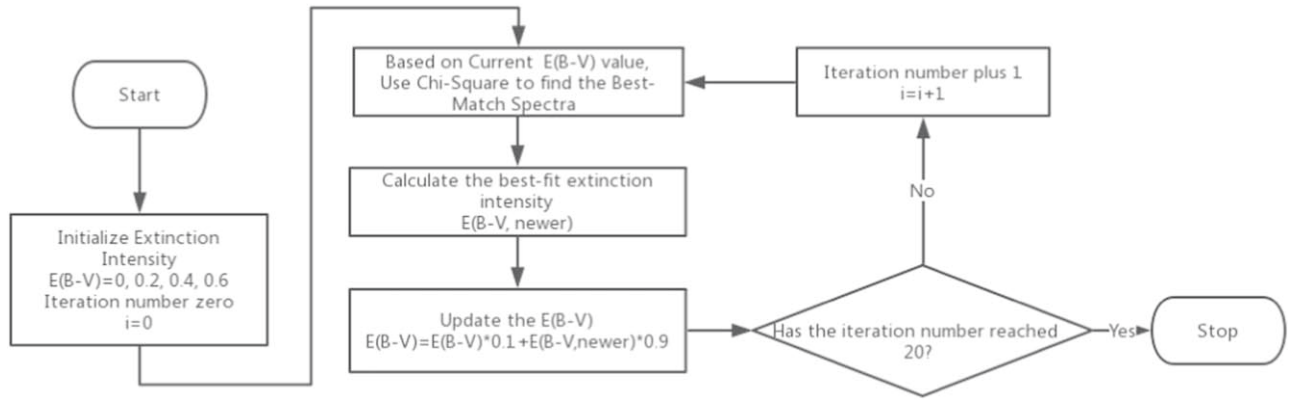 Start
Initialize Extinction
Intensity
E(B-V)=0, 0.2, 0.4, 0.6
Iteration number zero
i=0
Based on Current E(B-V) value,
Use Chi-Square to find the Best-
Match Spectra
Calculate the best-fit extinction
intensity
E(B-V, newer)
Update the E(B-V)
E(B-V)=E(B-V)*0.1+E(B-V,newer)*0.9
Has the iteration number reached
20?
No
Iteration number plus 1
i=i+1
Yes
Stop